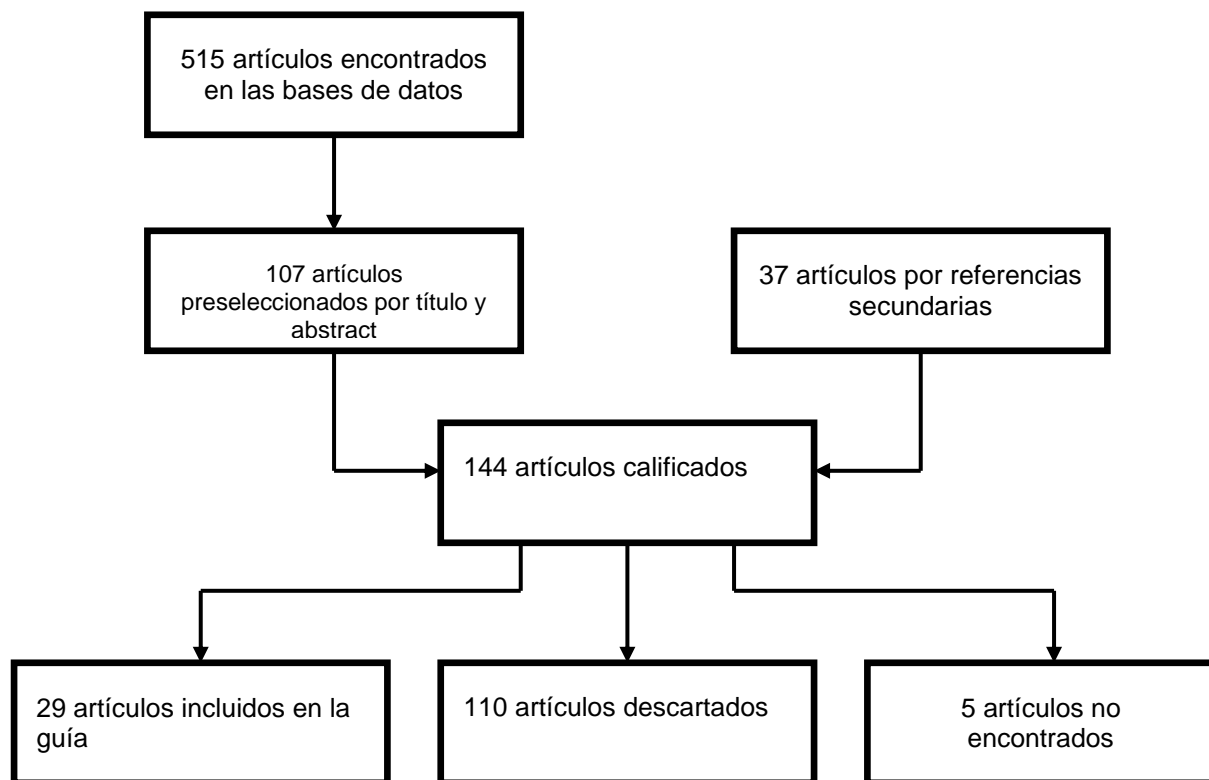 515 artículos encontrados
en las bases de datos
107 artículos
preseleccionados por título y
abstract
37 artículos por referencias
secundarias
144 artículos calificados
29 artículos incluidos en la
guía
110 artículos descartados
5 artículos no
encontrados